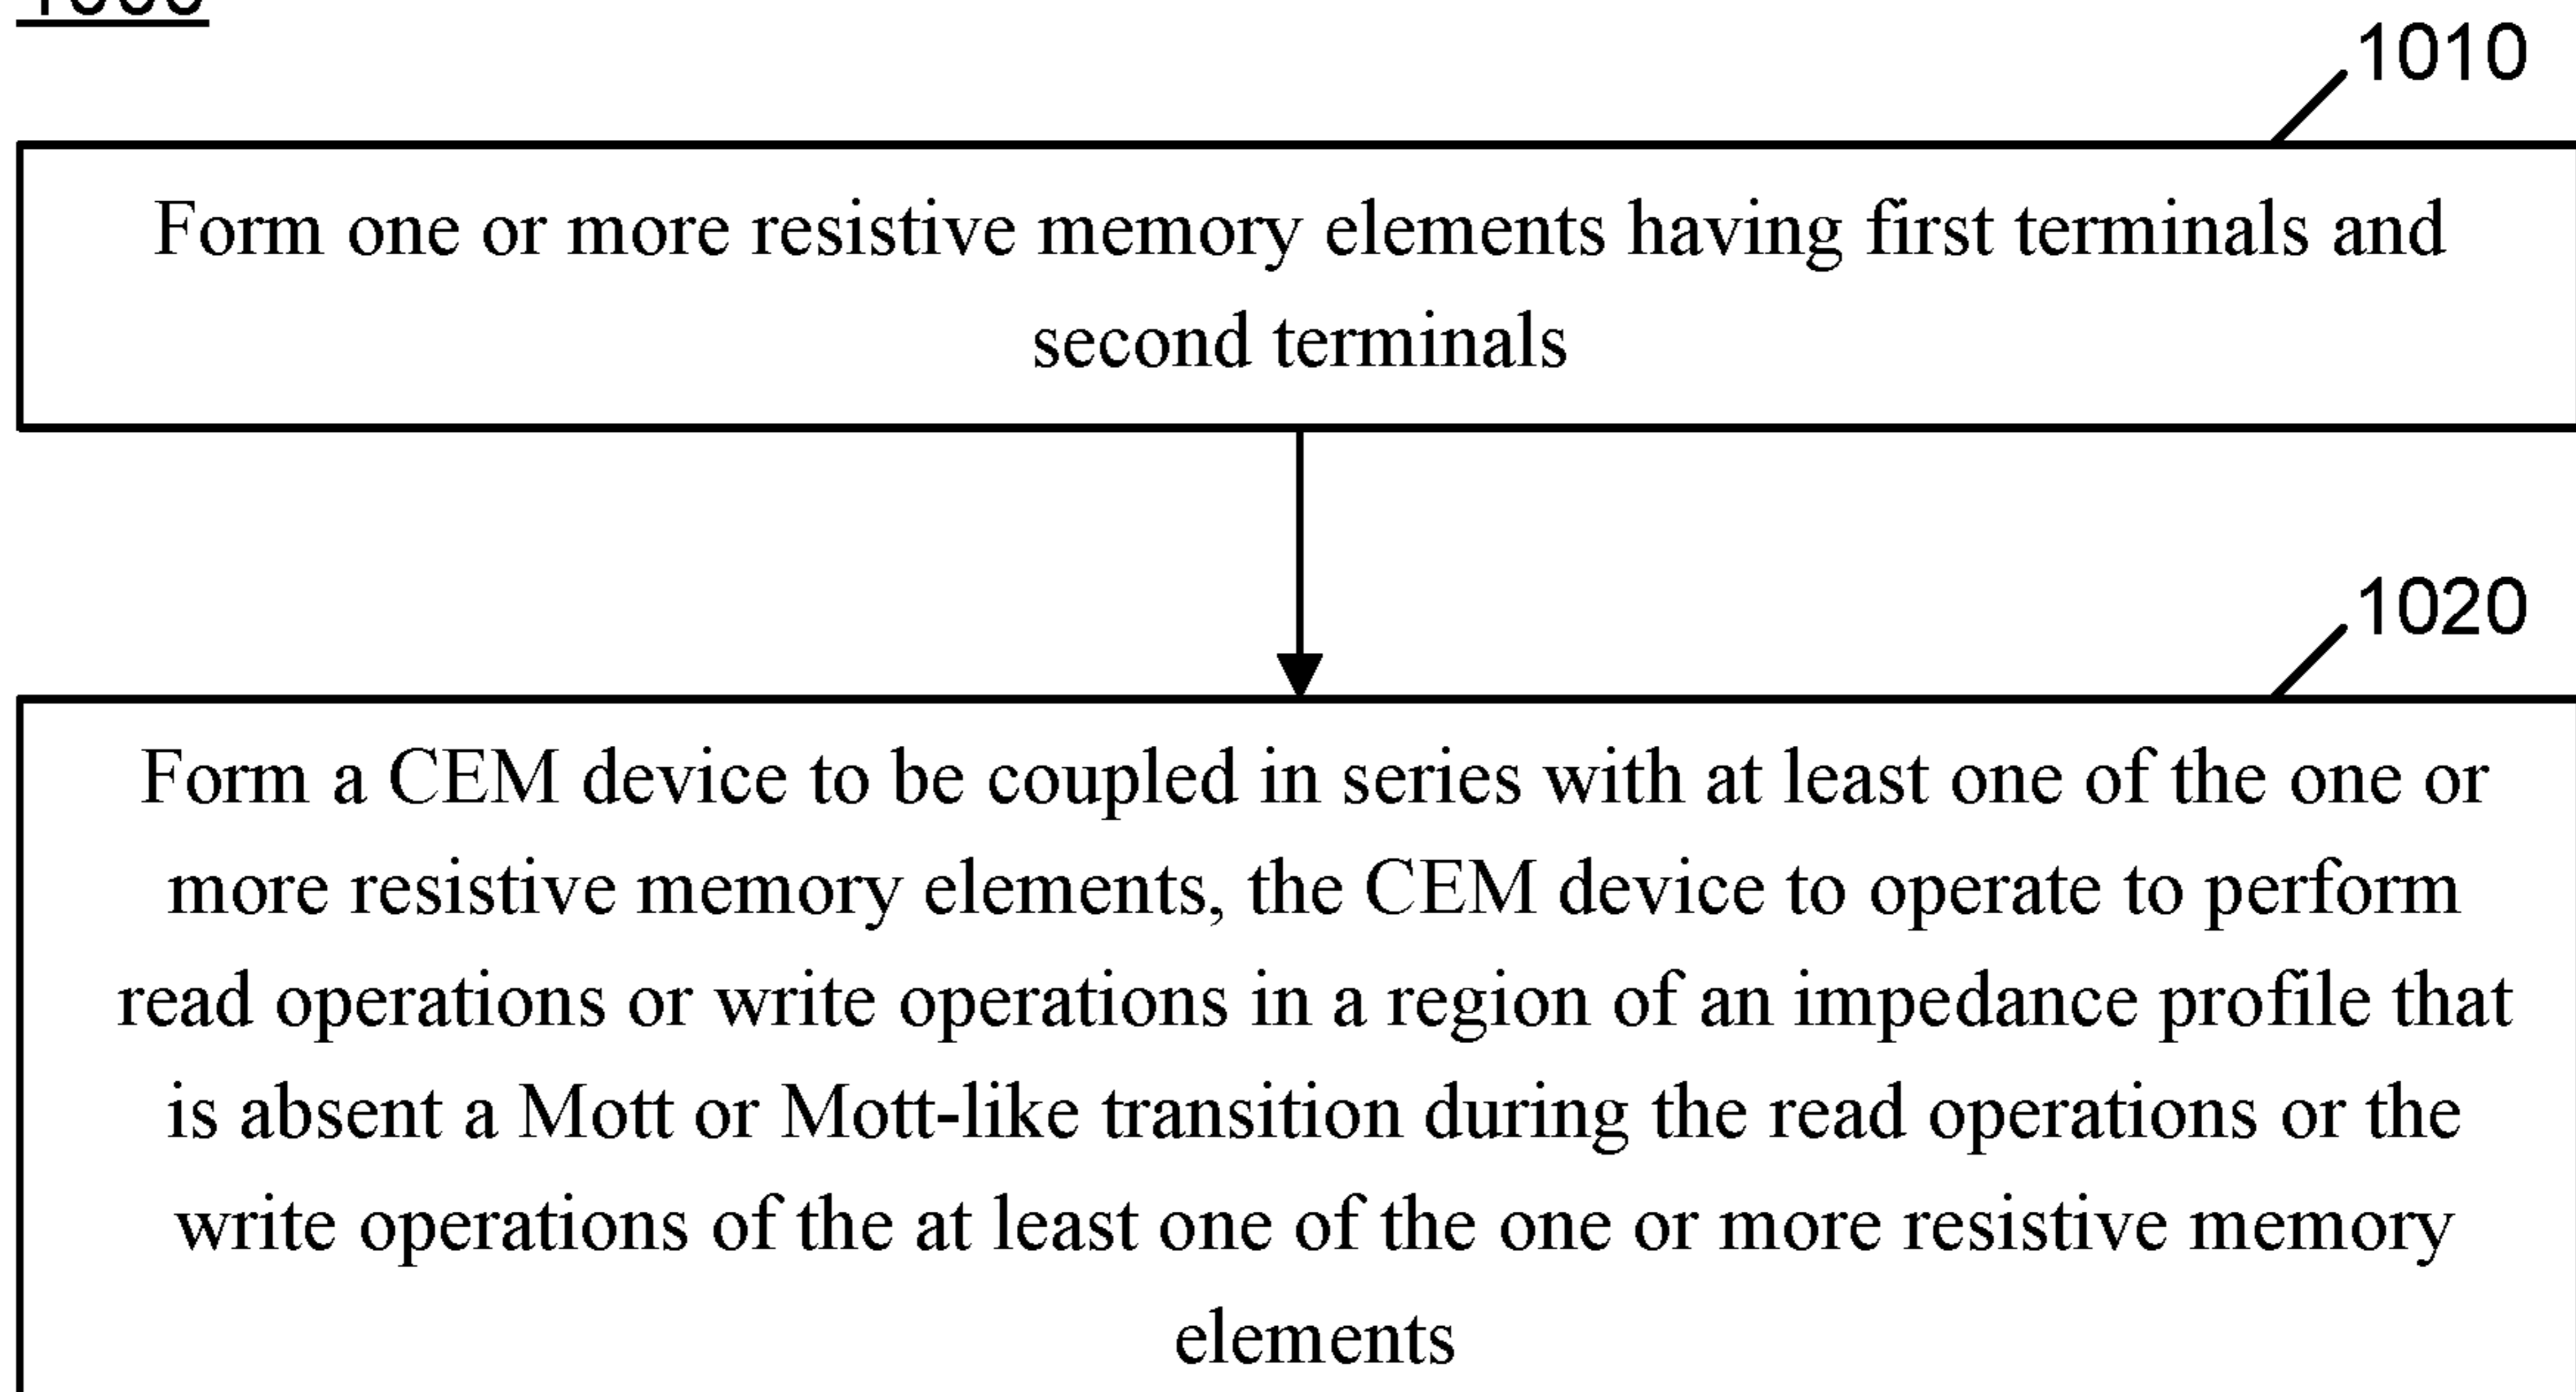 1010
Form one or more resistive memory elements having first terminals and
second terminals
1020
Form a CEM device to be coupled in series with at least one of the one or
more resistive memory elements, the CEM device to operate to perform
read operations or write operations in a region of an impedance profile that
is absent a Mott or Mott-like transition during the read operations or the
write operations of the at least one of the one or more resistive memory
elements